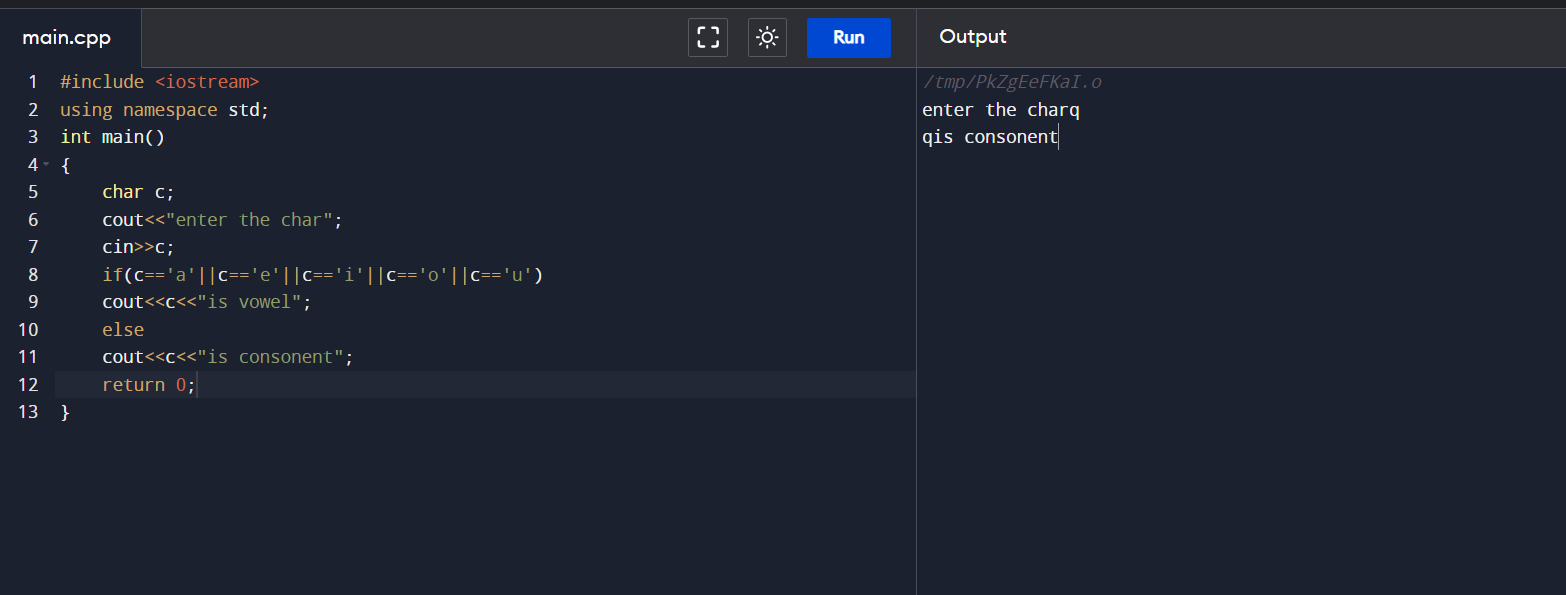 main.cpp
Run
Output
1 #include <iostream>
2 using namespace std;
3 int main()
4 {
5     char c;
6     cout<<"enter the char";
7     cin>>c;
8     if(c=='a'||c=='e'||c=='i'||c=='o'||c=='u')
9     cout<<c<<"is vowel";
10     else
11     cout<<c<<"is consonent";
12     return 0;
13 }
/tmp/PkZgEeFKaI.o
enter the charq
qis consonent